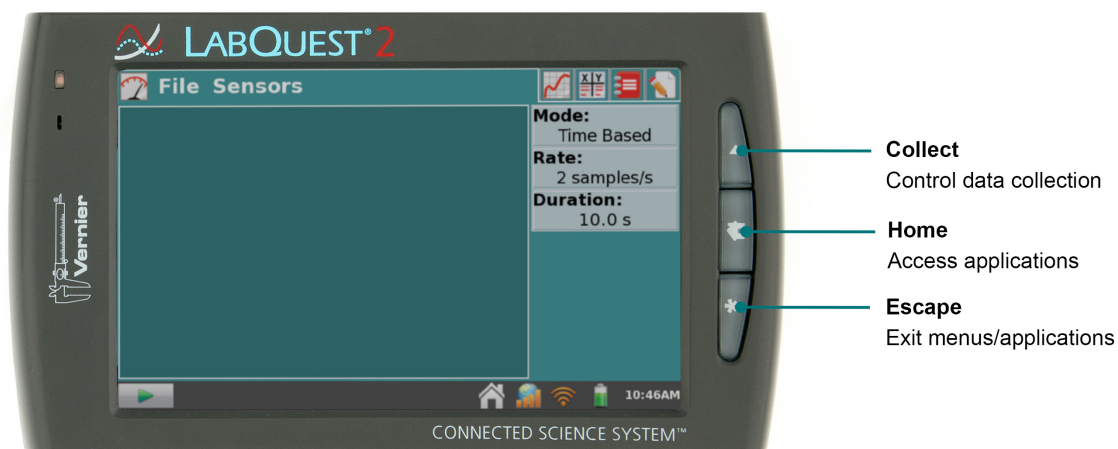 LABQUEST®2
File Sensors
X Y
Mode:
Time Based
Rate:
2 samples/s
Duration:
10.0 s
10:46AM
Vernier
®
CONNECTED SCIENCE SYSTEM™
Collect
Control data collection
Home
Access applications
Escape
Exit menus/applications